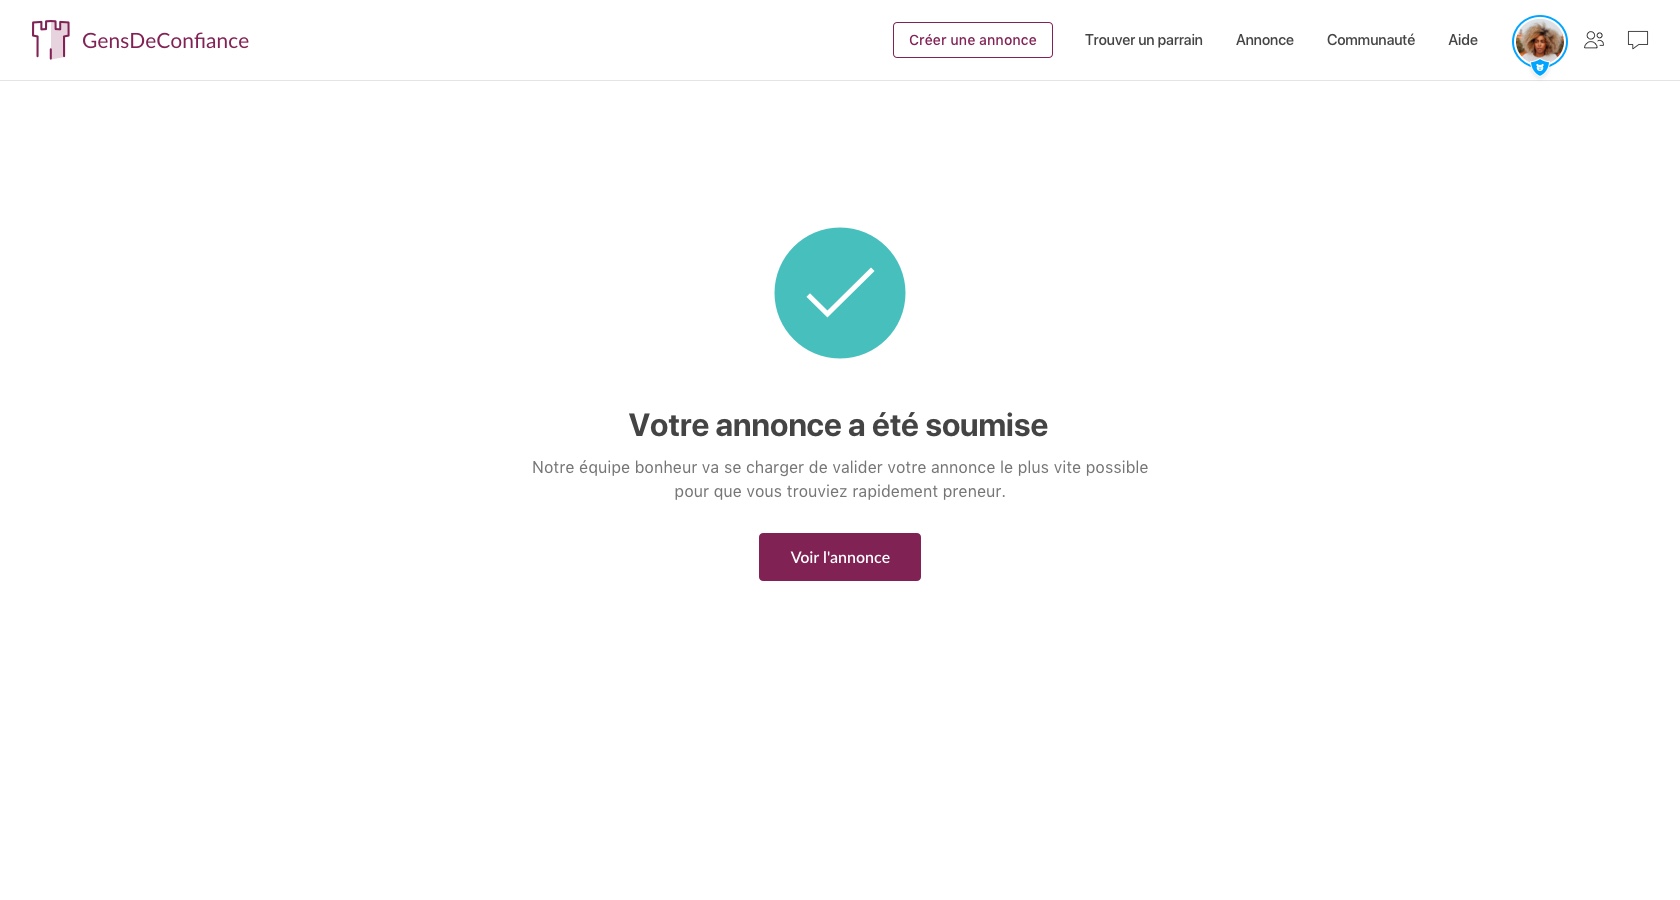 GensDeConfiance
Créer une annonce
Trouver un parrain
Annonce
Communauté
Aide
Votre annonce a été soumise
Notre équipe bonheur va se charger de valider votre annonce le plus vite possible
pour que vous trouviez rapidement preneur.
Voir l'annonce